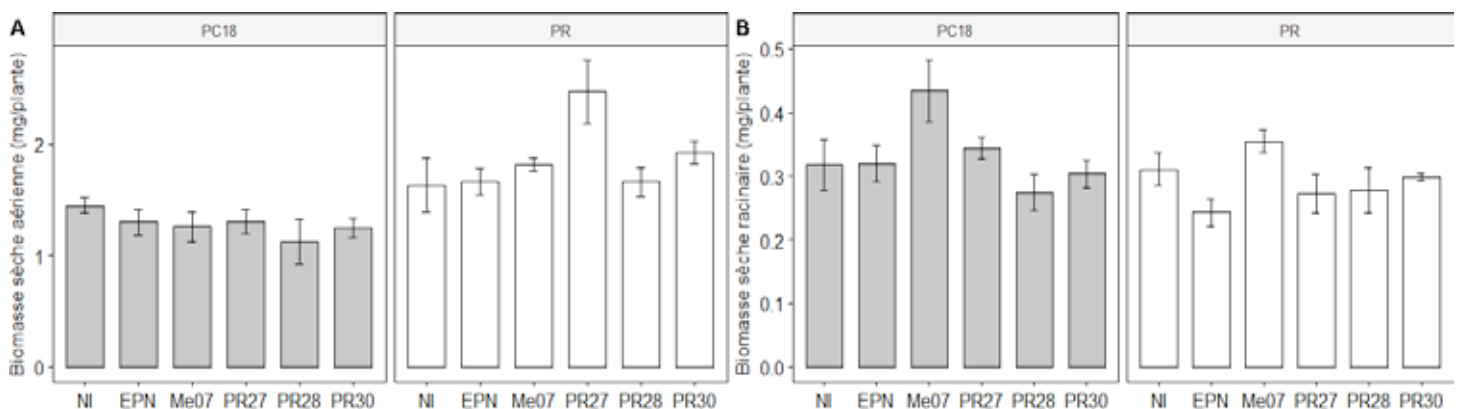 A
PC18
PR
Biomasse sèche aérienne (mg/plante)
2
1
0
NI EPN Me07 PR27 PR28 PR30
NI EPN Me07 PR27 PR28 PR30
B
PC18
PR
Biomasse sèche racinaire (mg/plante)
0.5
0.4
0.3
0.2
0.1
0.0
NI EPN Me07 PR27 PR28 PR30
NI EPN Me07 PR27 PR28 PR30